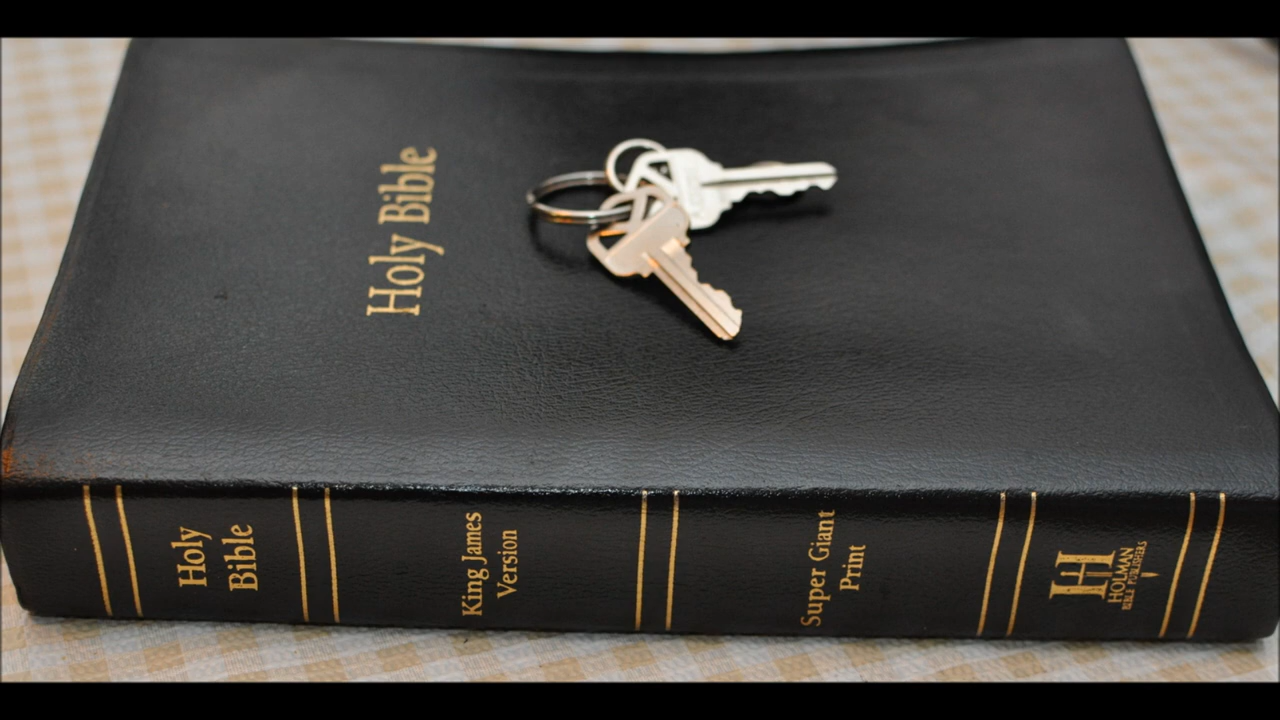 Holy Bible
Holy
Bible
King James
Version
Super Giant
Print
HOLMAN
BIBLE PUBLISHERS